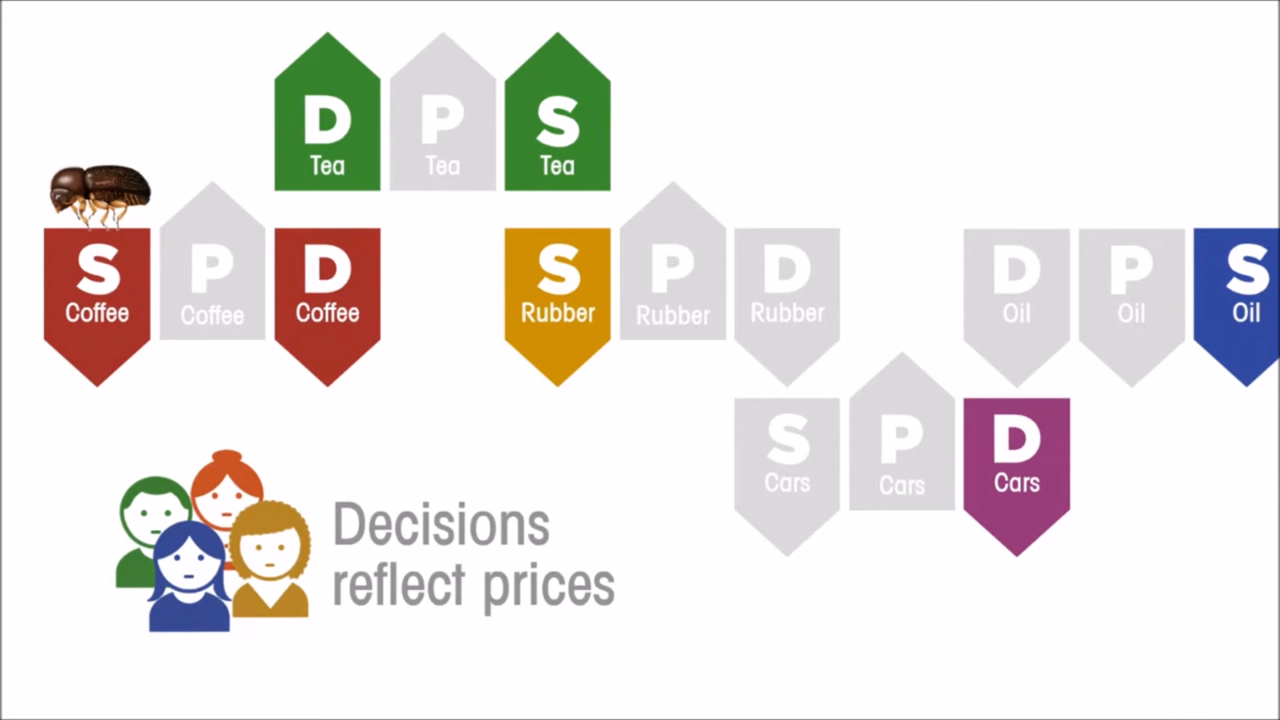 D P S
Tea Tea Tea
S P D S P D D P S
Coffee Coffee Coffee Rubber Rubber Rubber Oil Oil Oil
S P D
Cars Cars Cars
Decisions
reflect prices